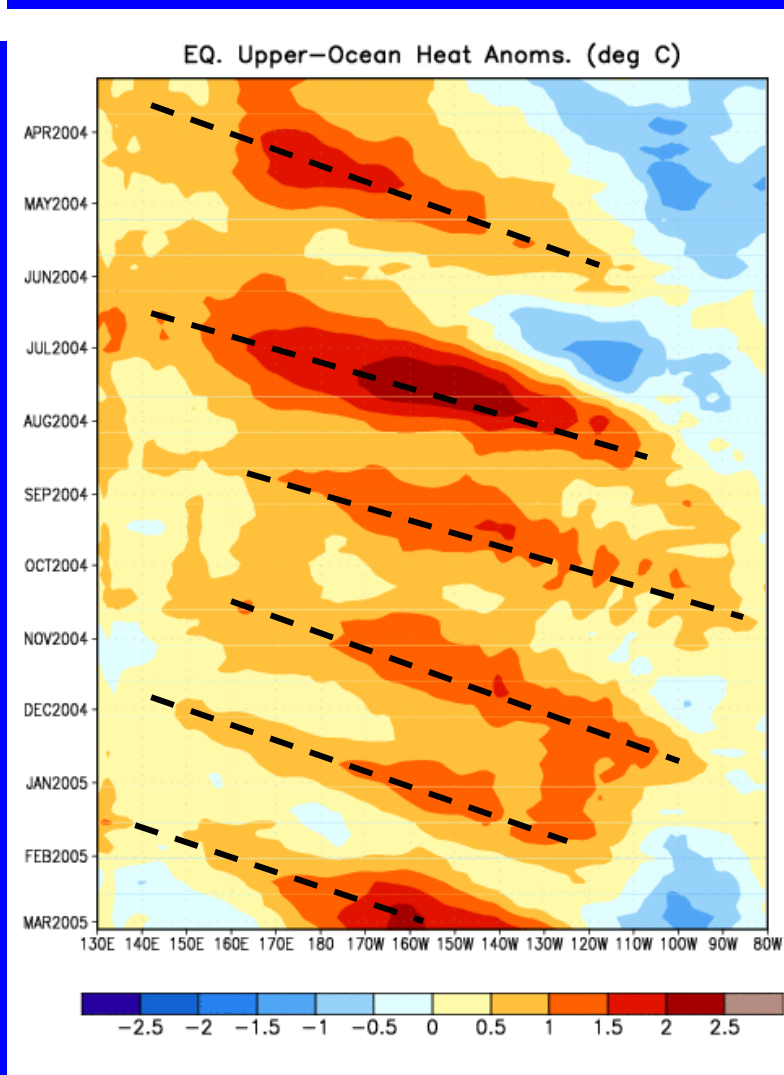 EQ. Upper-Ocean Heat Anoms. (deg C)
APR2004
MAY2004
JUN2004
JUL2004
AUG2004
SEP2004
OCT2004
NOV2004
DEC2004
JAN2005
FEB2005
MAR2005
130E 140E 150E 160E 170E 180 170W 160W 150W 140W 130W 120W 110W 100W 90W 80W
-2.5 -2 -1.5 -1 -0.5 0 0.5 1 1.5 2 2.5